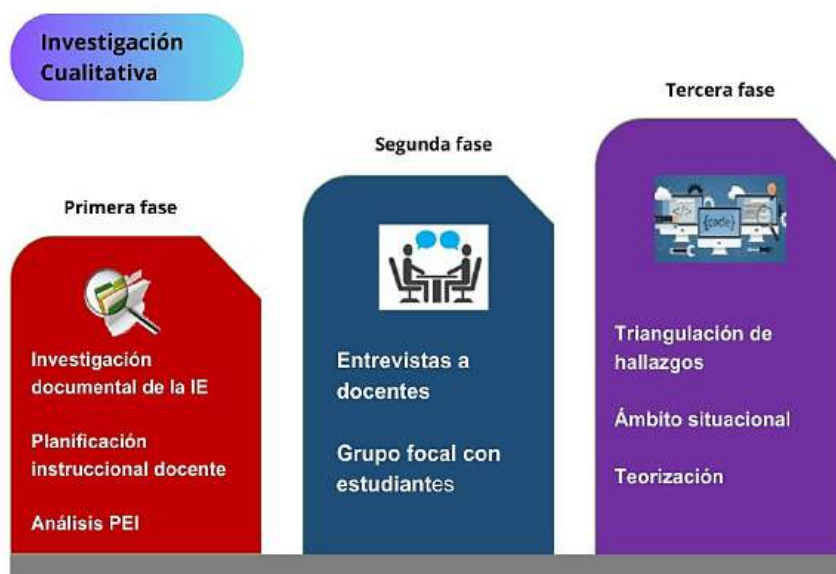 Investigación
Cualitativa
Primera fase
Investigación
documental de la IE
Planificación
instruccional docente
Análisis PEI
Segunda fase
Entrevistas a
docentes
Grupo focal con
estudiantes
Tercera fase
</>
{code}
Triangulación de
hallazgos
Ámbito situacional
Teorización